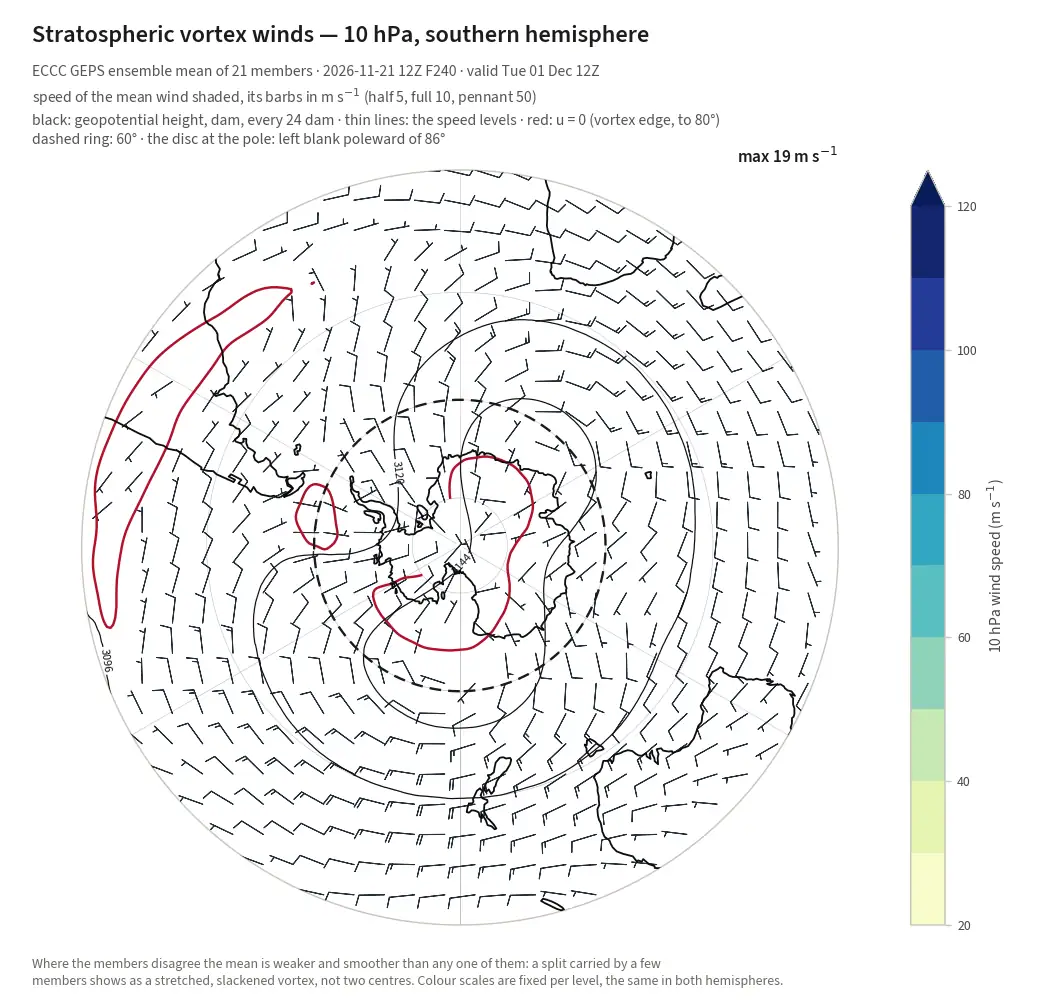 Stratospheric vortex winds — 10 hPa, southern hemisphere
ECCC GEPS ensemble mean of 21 members · 2026-11-21 12Z F240 · valid Tue 01 Dec 12Z
speed of the mean wind shaded, its barbs in m s⁻¹ (half 5, full 10, pennant 50)
black: geopotential height, dam, every 24 dam · thin lines: the speed levels · red: u = 0 (vortex edge, to 80°)
dashed ring: 60° · the disc at the pole: left blank poleward of 86°
max 19 m s⁻¹
120
100
80
60
40
20
10 hPa wind speed (m s⁻¹)
3120
3096
Where the members disagree the mean is weaker and smoother than any one of them: a split carried by a few
members shows as a stretched, slackened vortex, not two centres. Colour scales are fixed per level, the same in both hemispheres.